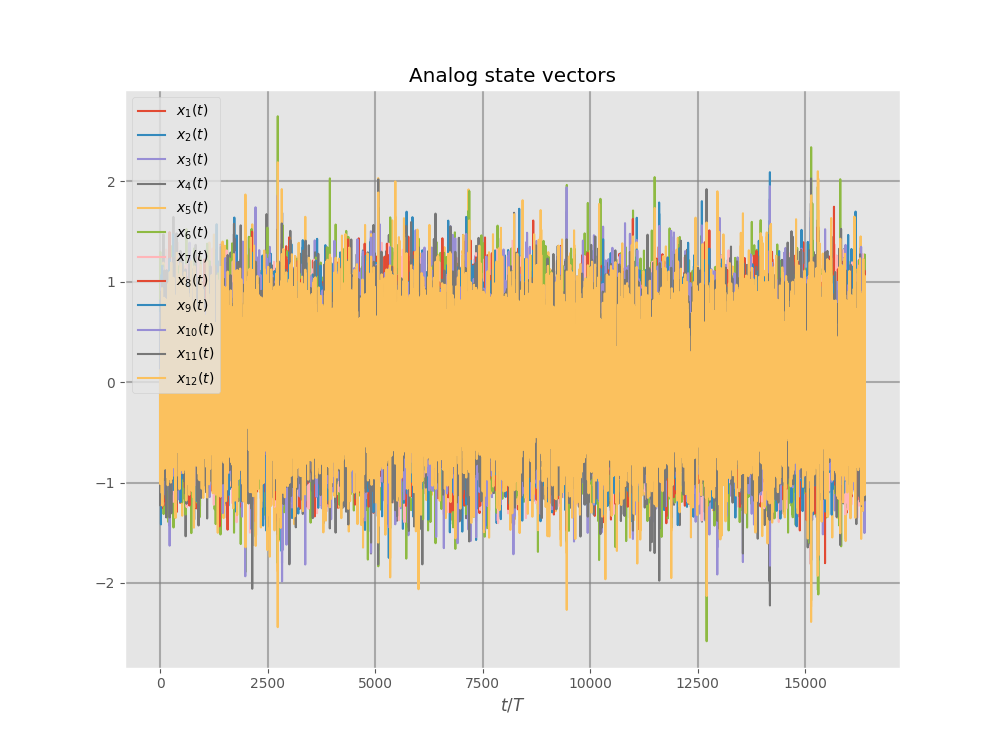 Analog state vectors
x₁(t)
x₂(t)
x₃(t)
x₄(t)
x₅(t)
x₆(t)
x₇(t)
x₈(t)
x₉(t)
x₁₀(t)
x₁₁(t)
x₁₂(t)
2
1
0
−1
−2
0 2500 5000 7500 10000 12500 15000
t/T